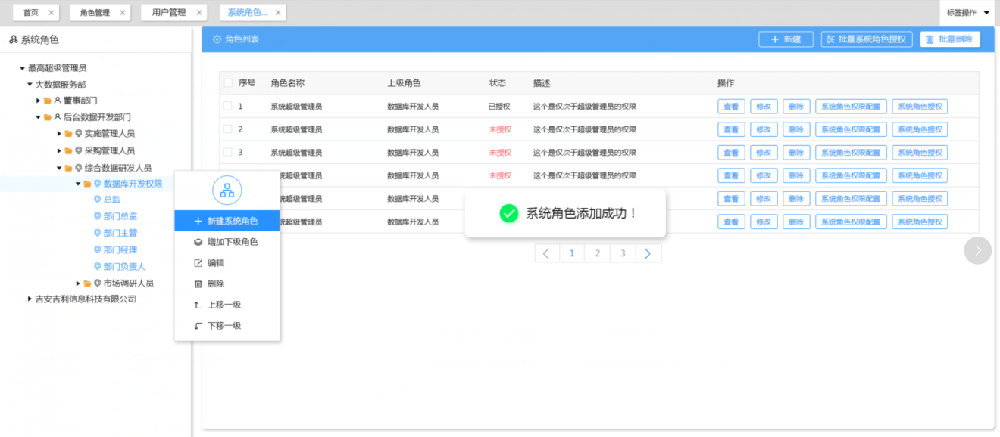 首页
角色管理
用户管理
系统角色...
标签操作
系统角色
最高超级管理员
大数据服务部
董事部门
后台数据开发部门
实施管理人员
采购管理人员
综合数据研发人员
数据库开发权限
总监
部门总监
部门主管
部门经理
部门负责人
市场调研人员
吉安吉利信息科技有限公司
新建系统角色
增加下级角色
编辑
删除
上移一级
下移一级
角色列表
新建
批量系统角色授权
批量删除
序号 角色名称 上级角色 状态 描述 操作
1 系统超级管理员 数据库开发人员 已授权 这个是仅次于超级管理员的权限 查看 修改 删除 系统角色权限配置 系统角色授权
2 系统超级管理员 数据库开发人员 未授权 这个是仅次于超级管理员的权限 查看 修改 删除 系统角色权限配置 系统角色授权
3 系统超级管理员 数据库开发人员 未授权 这个是仅次于超级管理员的权限 查看 修改 删除 系统角色权限配置 系统角色授权
统超级管理员 数据库开发人员 未授权 这个是仅次于超级管理员的权限 查看 修改 删除 系统角色权限配置 系统角色授权
统超级管理员 数据库开发人员 查看 修改 删除 系统角色权限配置 系统角色授权
统超级管理员 数据库开发人员 查看 修改 删除 系统角色权限配置 系统角色授权
系统角色添加成功！
1 2 3